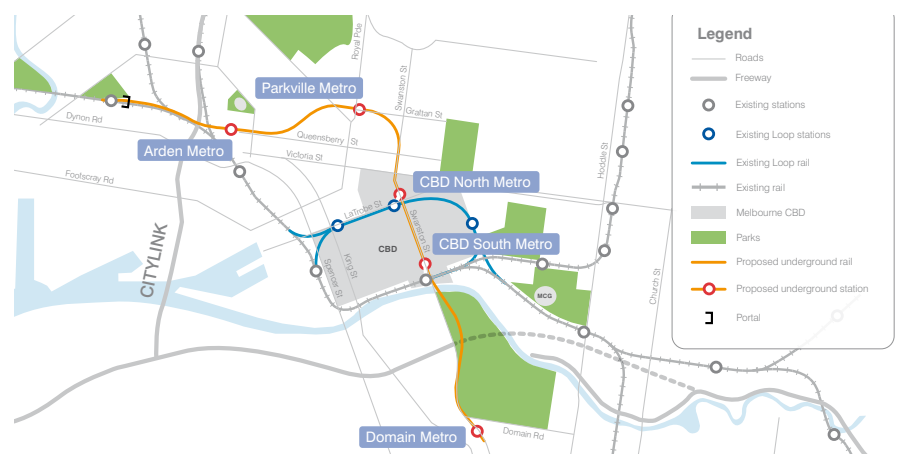 Royal Pde
Swanston St
Parkville Metro
Grattan St
Dynon Rd
Queensberry St
Arden Metro
Victoria St
Hoddle St
Footscray Rd
CBD North Metro
LaTrobe St
Swanston St
CITYLINK
CBD
CBD South Metro
King St
Spencer St
MCG
Church St
Domain Metro
Domain Rd
Legend
Roads
Freeway
Existing stations
Existing Loop stations
Existing Loop rail
Existing rail
Melbourne CBD
Parks
Proposed underground rail
Proposed underground station
Portal